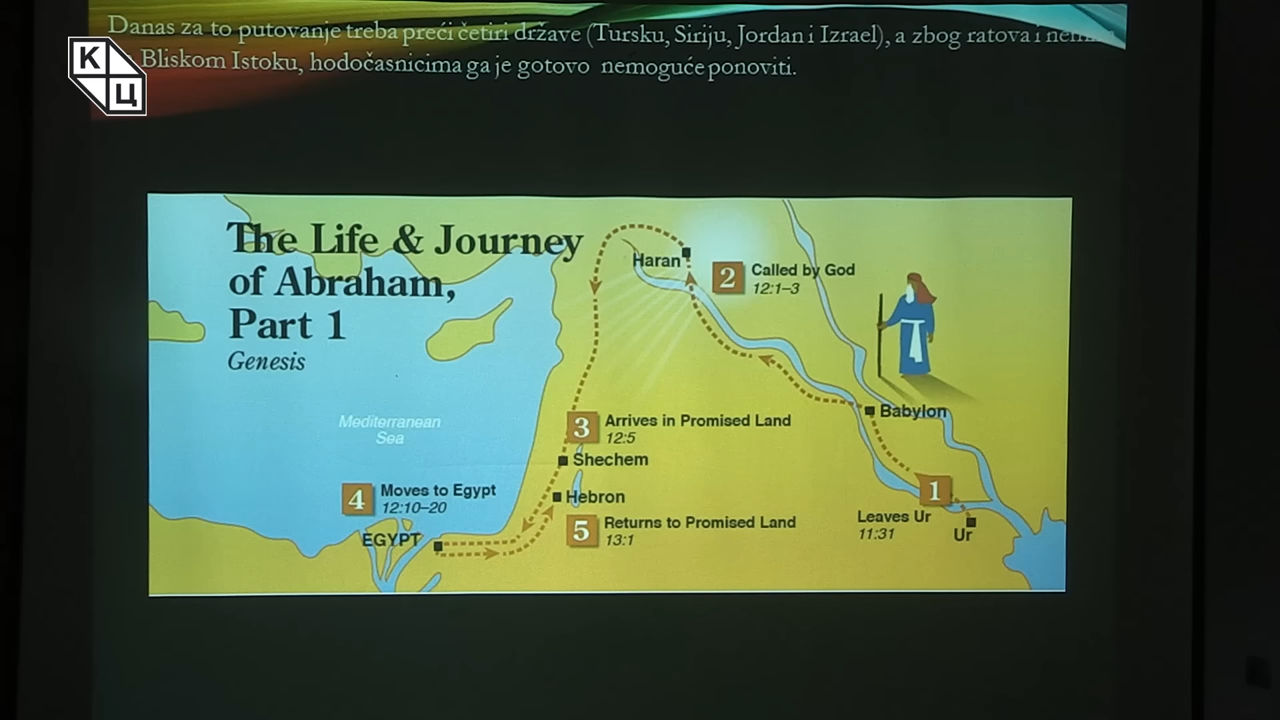 Danas za to putovanje treba preći četiri države (Tursku, Siriju, Jordan i Izrael), a zbog ratova i
Bliskom Istoku, hodočasnicima ga je gotovo nemoguće ponoviti.
К
Ц
The Life & Journey
of Abraham,
Part 1
Genesis
Haran
2 Called by God
12:1–3
Mediterranean
Sea
Babylon
3 Arrives in Promised Land
12:5
Shechem
4 Moves to Egypt
12:10–20
Hebron
1
Leaves Ur
11:31
Ur
5 Returns to Promised Land
13:1
EGYPT